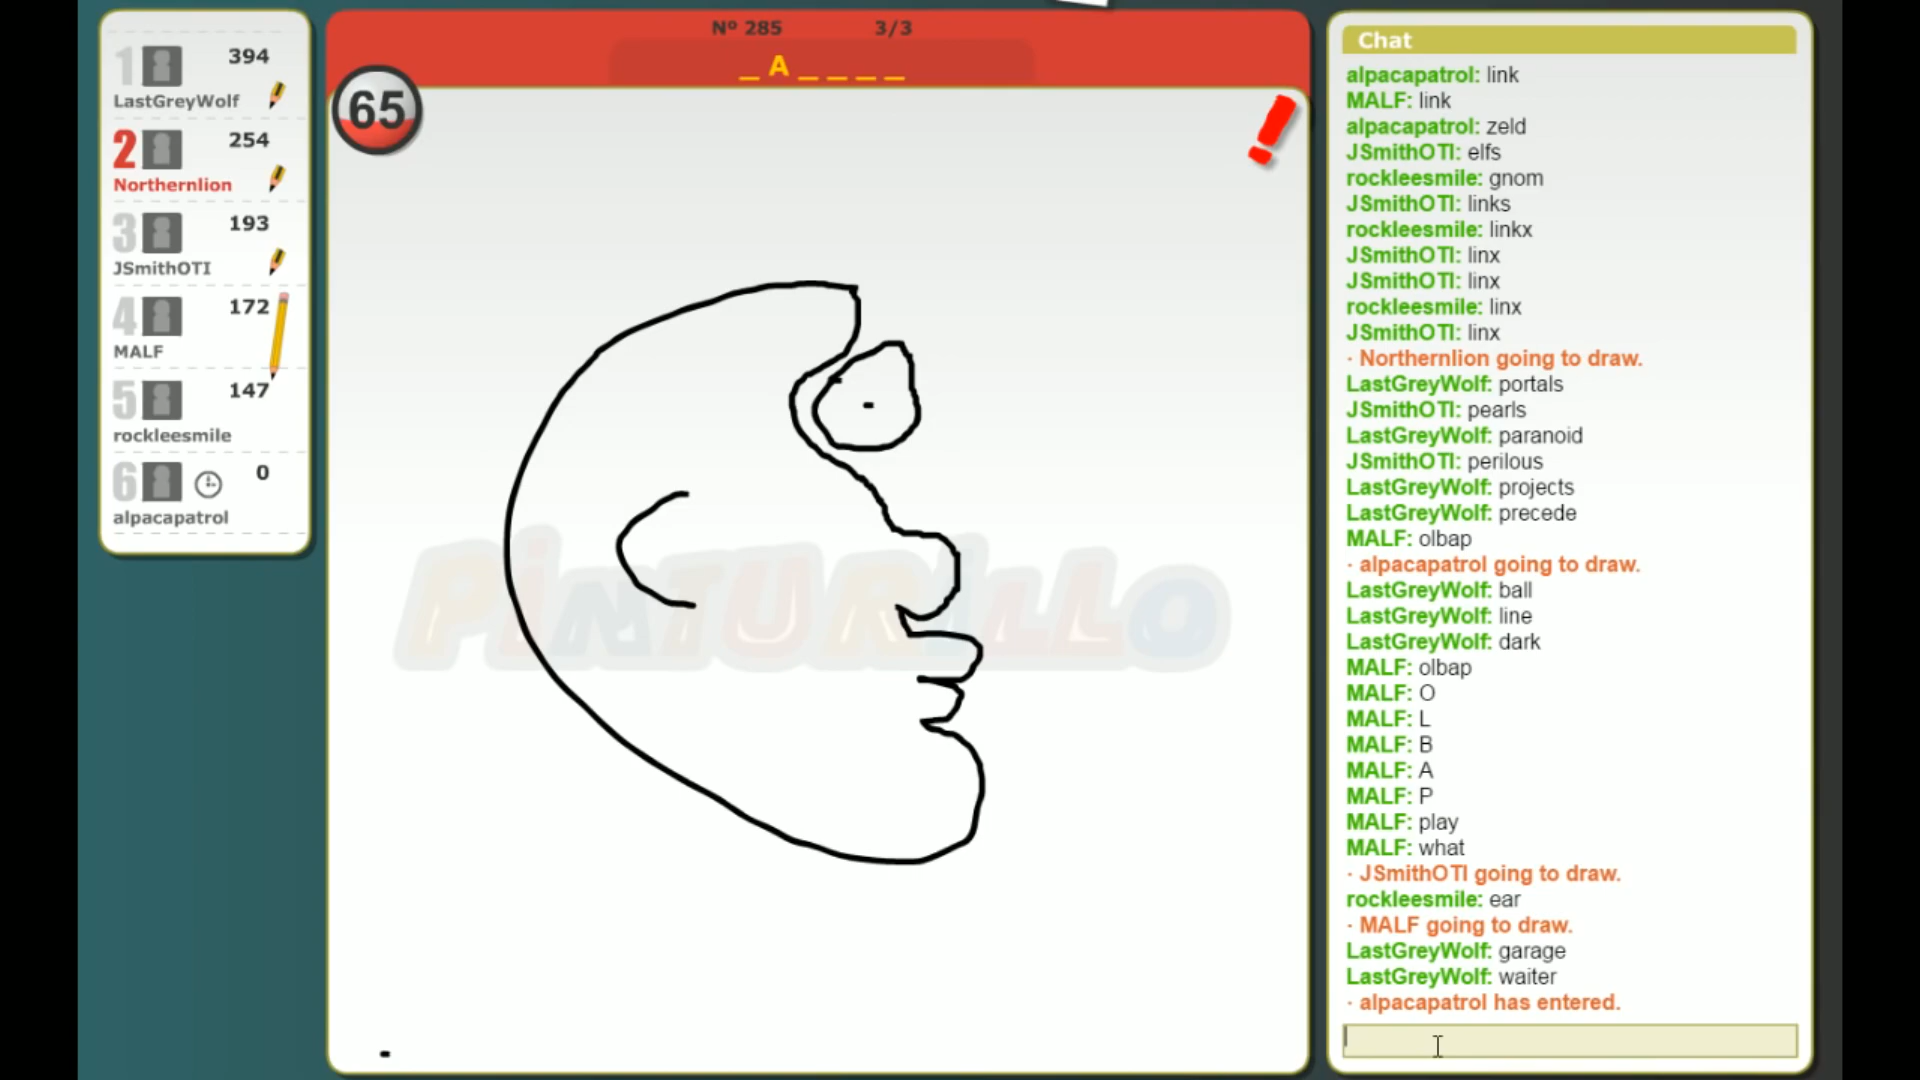 1 394
LastGreyWolf
2 254
Northernlion
3 193
JSmithOTI
4 172
MALF
5 147
rockleesmile
6 0
alpacapatrol
Nº 285 3/3
_ A _ _ _ _
65
PINTURILLO
Chat
alpacapatrol: link
MALF: link
alpacapatrol: zeld
JSmithOTI: elfs
rockleesmile: gnom
JSmithOTI: links
rockleesmile: linkx
JSmithOTI: linx
JSmithOTI: linx
rockleesmile: linx
JSmithOTI: linx
· Northernlion going to draw.
LastGreyWolf: portals
JSmithOTI: pearls
LastGreyWolf: paranoid
JSmithOTI: perilous
LastGreyWolf: projects
LastGreyWolf: precede
MALF: olbap
· alpacapatrol going to draw.
LastGreyWolf: ball
LastGreyWolf: line
LastGreyWolf: dark
MALF: olbap
MALF: O
MALF: L
MALF: B
MALF: A
MALF: P
MALF: play
MALF: what
· JSmithOTI going to draw.
rockleesmile: ear
· MALF going to draw.
LastGreyWolf: garage
LastGreyWolf: waiter
· alpacapatrol has entered.